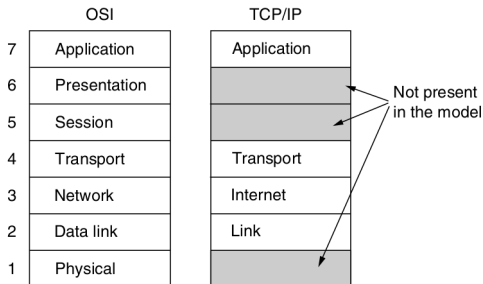 OSI TCP/IP
7 Application Application
6 Presentation
5 Session
Not present
in the model
4 Transport Transport
3 Network Internet
2 Data link Link
1 Physical